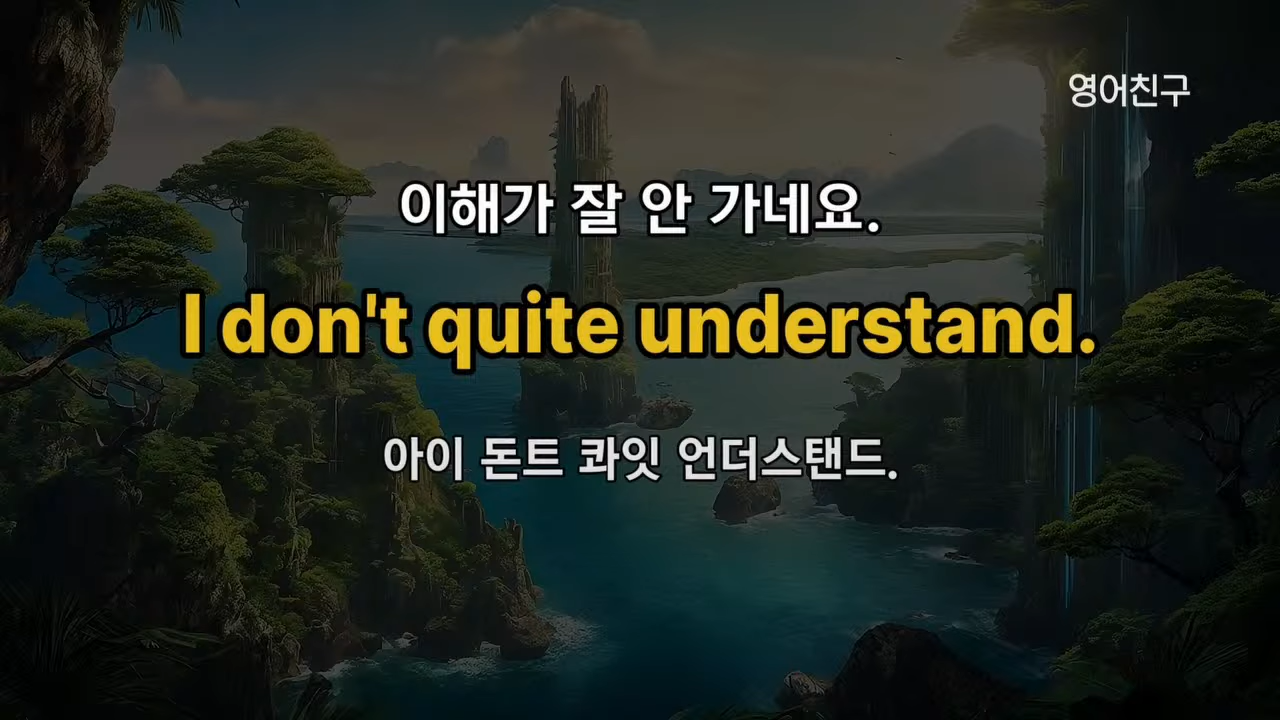 영어친구
이해가 잘 안 가네요.
I don't quite understand.
아이 돈트 콰잇 언더스탠드.